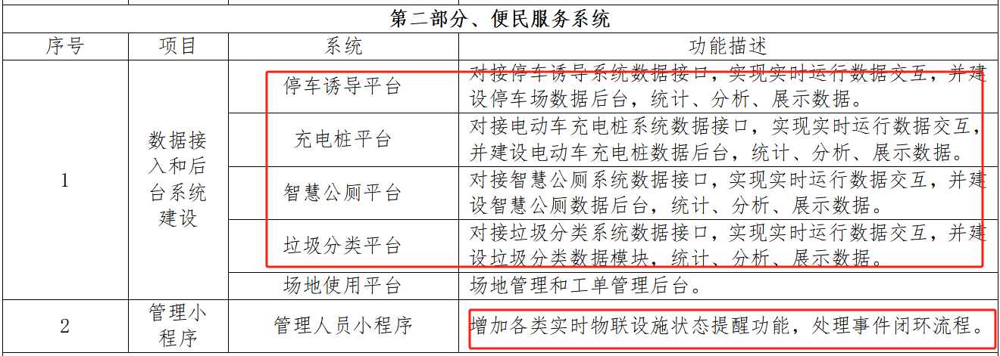 第二部分、便民服务系统
序号 项目 系统 功能描述
1
数据接
入和后
台系统
建设
停车诱导平台
对接停车诱导系统数据接口，实现实时运行数据交互，并建
设停车场数据后台，统计、分析、展示数据。
充电桩平台
对接电动车充电桩系统数据接口，实现实时运行数据交互，
并建设电动车充电桩数据后台，统计、分析、展示数据。
智慧公厕平台
对接智慧公厕系统数据接口，实现实时运行数据交互，并建
设智慧公厕数据后台，统计、分析、展示数据。
垃圾分类平台
对接垃圾分类系统数据接口，实现实时运行数据交互，并建
设垃圾分类数据模块，统计、分析、展示数据。
场地使用平台
场地管理和工单管理后台。
2
管理小
程序
管理人员小程序
增加各类实时物联设施状态提醒功能，处理事件闭环流程。